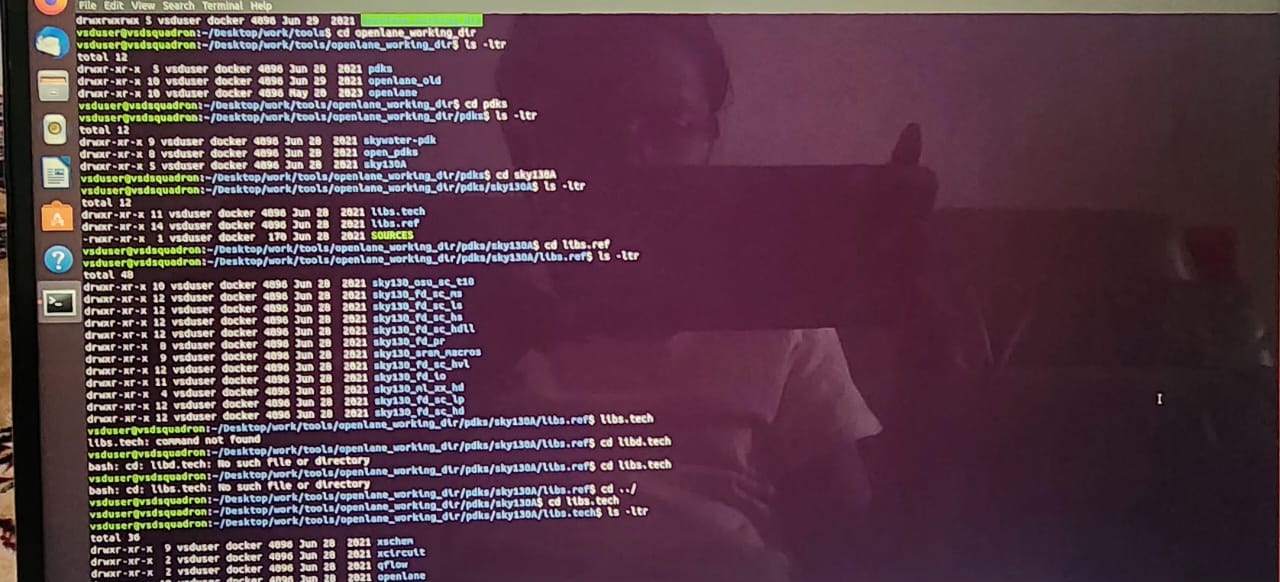 File Edit View Search Terminal Help
drwxrwxrwx 5 vsduser docker 4096 Jun 29 2021
vsduser@vsdsquadron:~/Desktop/work/tools$ cd openlane_working_dir
vsduser@vsdsquadron:~/Desktop/work/tools/openlane_working_dir$ ls -ltr
total 12
drwxr-xr-x 5 vsduser docker 4096 Jun 28 2021 pdks
drwxr-xr-x 10 vsduser docker 4096 Jun 29 2021 openlane_old
drwxr-xr-x 10 vsduser docker 4096 May 20 2023 openlane
vsduser@vsdsquadron:~/Desktop/work/tools/openlane_working_dir$ cd pdks
vsduser@vsdsquadron:~/Desktop/work/tools/openlane_working_dir/pdks$ ls -ltr
total 12
drwxr-xr-x 9 vsduser docker 4096 Jun 28 2021 skywater-pdk
drwxr-xr-x 8 vsduser docker 4096 Jun 28 2021 open_pdks
drwxr-xr-x 5 vsduser docker 4096 Jun 28 2021 sky130A
vsduser@vsdsquadron:~/Desktop/work/tools/openlane_working_dir/pdks$ cd sky130A
vsduser@vsdsquadron:~/Desktop/work/tools/openlane_working_dir/pdks/sky130A$ ls -ltr
total 12
drwxr-xr-x 11 vsduser docker 4096 Jun 28 2021 libs.tech
drwxr-xr-x 14 vsduser docker 4096 Jun 28 2021 libs.ref
-rwxr-xr-x 1 vsduser docker 170 Jun 28 2021 SOURCES
vsduser@vsdsquadron:~/Desktop/work/tools/openlane_working_dir/pdks/sky130A$ cd libs.ref
vsduser@vsdsquadron:~/Desktop/work/tools/openlane_working_dir/pdks/sky130A/libs.ref$ ls -ltr
total 48
drwxr-xr-x 10 vsduser docker 4096 Jun 28 2021 sky130_osu_sc_t18
drwxr-xr-x 12 vsduser docker 4096 Jun 28 2021 sky130_fd_sc_ms
drwxr-xr-x 12 vsduser docker 4096 Jun 28 2021 sky130_fd_sc_ls
drwxr-xr-x 12 vsduser docker 4096 Jun 28 2021 sky130_fd_sc_hs
drwxr-xr-x 12 vsduser docker 4096 Jun 28 2021 sky130_fd_sc_hdll
drwxr-xr-x 8 vsduser docker 4096 Jun 28 2021 sky130_fd_pr
drwxr-xr-x 9 vsduser docker 4096 Jun 28 2021 sky130_sram_macros
drwxr-xr-x 12 vsduser docker 4096 Jun 28 2021 sky130_fd_sc_hvl
drwxr-xr-x 11 vsduser docker 4096 Jun 28 2021 sky130_fd_io
drwxr-xr-x 4 vsduser docker 4096 Jun 28 2021 sky130_ml_xx_hd
drwxr-xr-x 12 vsduser docker 4096 Jun 28 2021 sky130_fd_sc_lp
drwxr-xr-x 12 vsduser docker 4096 Jun 28 2021 sky130_fd_sc_hd
vsduser@vsdsquadron:~/Desktop/work/tools/openlane_working_dir/pdks/sky130A/libs.ref$ libs.tech
libs.tech: command not found
vsduser@vsdsquadron:~/Desktop/work/tools/openlane_working_dir/pdks/sky130A/libs.ref$ cd libd.tech
bash: cd: libd.tech: No such file or directory
vsduser@vsdsquadron:~/Desktop/work/tools/openlane_working_dir/pdks/sky130A/libs.ref$ cd libs.tech
bash: cd: libs.tech: No such file or directory
vsduser@vsdsquadron:~/Desktop/work/tools/openlane_working_dir/pdks/sky130A/libs.ref$ cd ../
vsduser@vsdsquadron:~/Desktop/work/tools/openlane_working_dir/pdks/sky130A$ cd libs.tech
vsduser@vsdsquadron:~/Desktop/work/tools/openlane_working_dir/pdks/sky130A/libs.tech$ ls -ltr
total 36
drwxr-xr-x 9 vsduser docker 4096 Jun 28 2021 xschem
drwxr-xr-x 2 vsduser docker 4096 Jun 28 2021 xcircuit
drwxr-xr-x 2 vsduser docker 4096 Jun 28 2021 qflow
vsduser docker 4096 Jun 28 2021 openlane